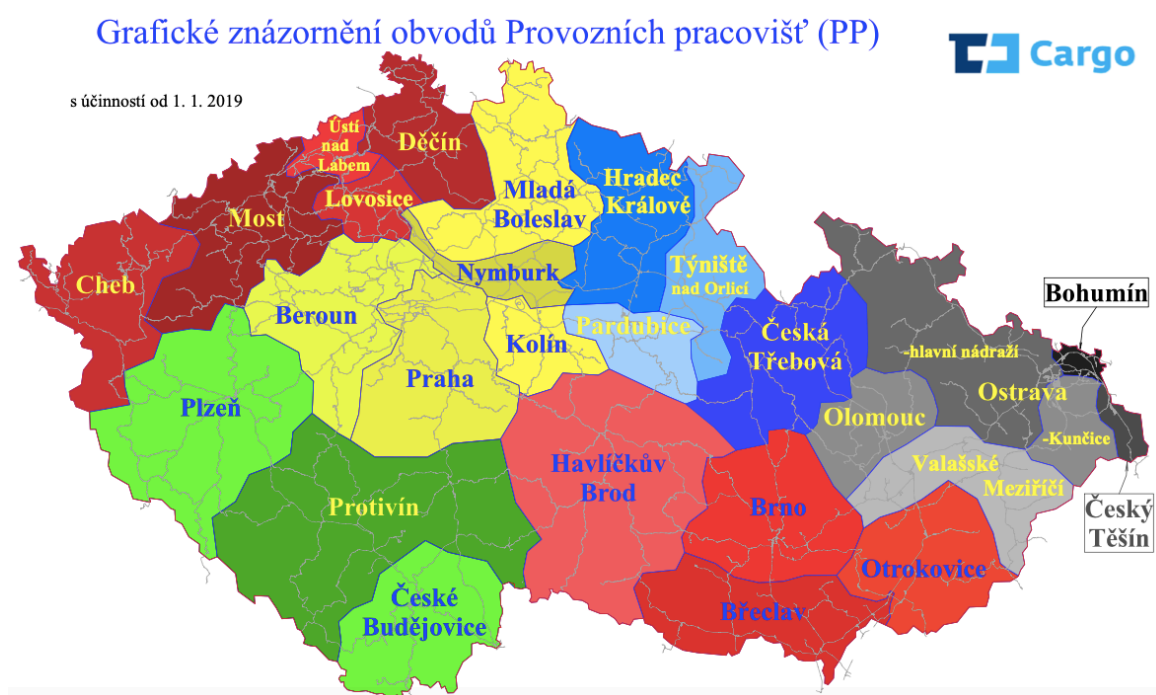 Grafické znázornění obvodů Provozních pracovišť (PP)
Cargo
s účinností od 1. 1. 2019
Ústí
nad
Labem
Děčín
Lovosice
Most
Cheb
Mladá
Boleslav
Hradec
Králové
Týniště
nad Orlicí
Nymburk
Beroun
Kolín
Pardubice
Praha
Česká
Třebová
Bohumín
-hlavní nádraží
Ostrava
-Kunčice
Plzeň
Olomouc
Valašské
Meziříčí
Český
Těšín
Havlíčkův
Brod
Protivín
Brno
Otrokovice
České
Budějovice
Břeclav